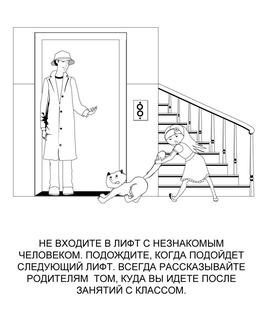 НЕ ВХОДИТЕ В ЛИФТ С НЕЗНАКОМЫМ
ЧЕЛОВЕКОМ. ПОДОЖДИТЕ, КОГДА ПОДОЙДЕТ
СЛЕДУЮЩИЙ ЛИФТ. ВСЕГДА РАССКАЗЫВАЙТЕ
РОДИТЕЛЯМ ТОМ, КУДА ВЫ ИДЕТЕ ПОСЛЕ
ЗАНЯТИЙ С КЛАССОМ.